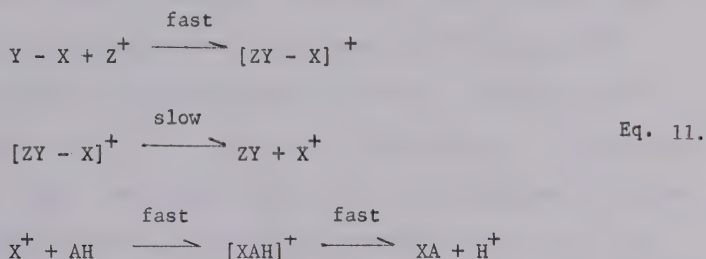 fast
Y - X + Z⁺ ⟶ [ZY - X]⁺
slow
[ZY - X]⁺ ⟶ ZY + X⁺ Eq. 11.
fast fast
X⁺ + AH ⟶ [XAH]⁺ ⟶ XA + H⁺